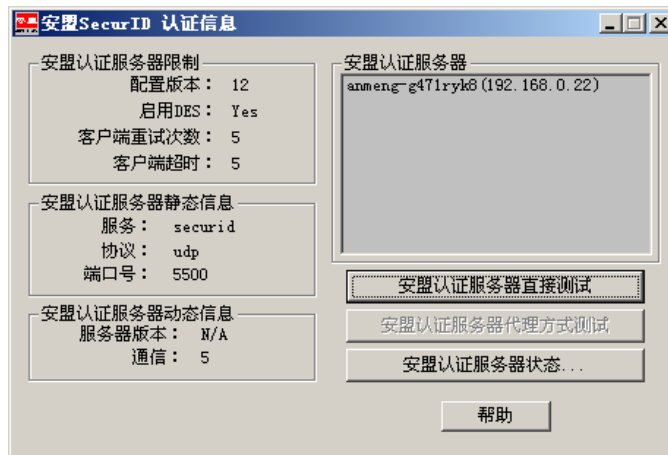 安盟SecurID 认证信息
安盟认证服务器限制
配置版本： 12
启用DES： Yes
客户端重试次数： 5
客户端超时： 5
安盟认证服务器静态信息
服务： securid
协议： udp
端口号： 5500
安盟认证服务器动态信息
服务器版本： N/A
通信： 5
安盟认证服务器
anmeng-g471ryk8(192.168.0.22)
安盟认证服务器直接测试
安盟认证服务器代理方式测试
安盟认证服务器状态...
帮助